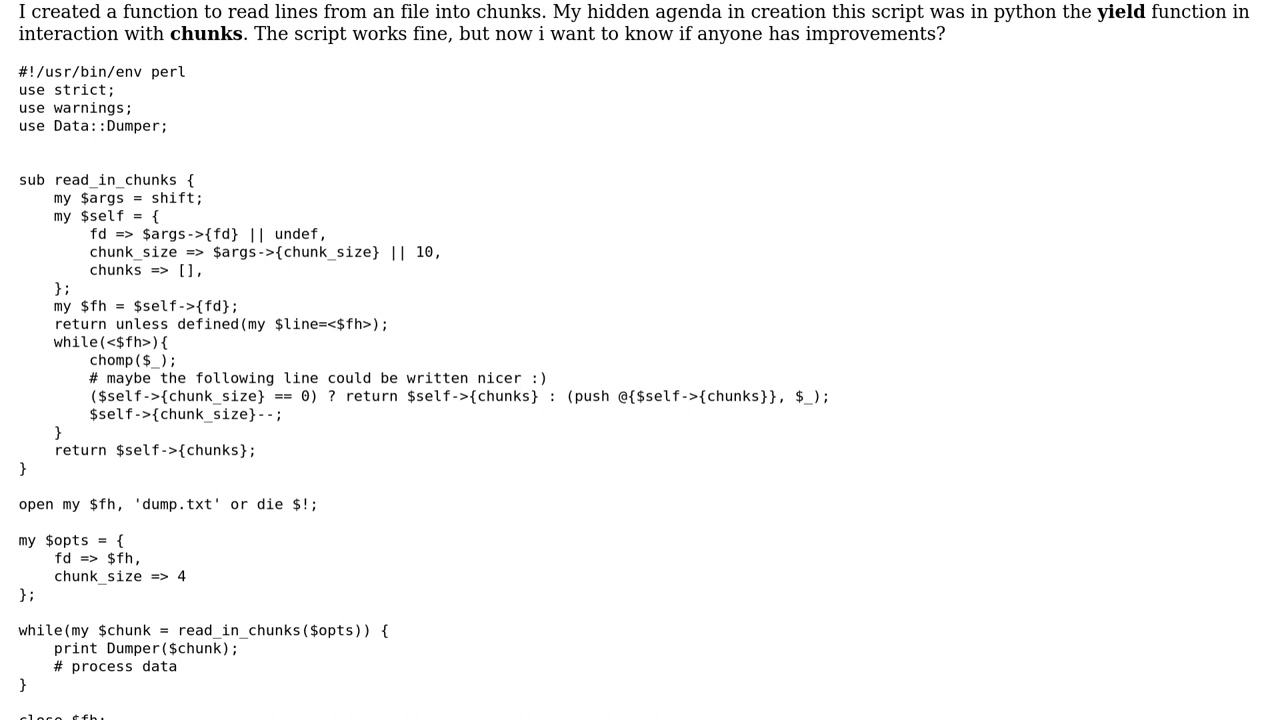 I created a function to read lines from an file into chunks. My hidden agenda in creation this script was in python the yield function in
interaction with chunks. The script works fine, but now i want to know if anyone has improvements?
#!/usr/bin/env perl
use strict;
use warnings;
use Data::Dumper;
sub read_in_chunks {
    my $args = shift;
    my $self = {
        fd => $args->{fd} || undef,
        chunk_size => $args->{chunk_size} || 10,
        chunks => [],
    };
    my $fh = $self->{fd};
    return unless defined(my $line=<$fh>);
    while(<$fh>){
        chomp($_);
        # maybe the following line could be written nicer :)
        ($self->{chunk_size} == 0) ? return $self->{chunks} : (push @{$self->{chunks}}, $_);
        $self->{chunk_size}--;
    }
    return $self->{chunks};
}
open my $fh, 'dump.txt' or die $!;
my $opts = {
    fd => $fh,
    chunk_size => 4
};
while(my $chunk = read_in_chunks($opts)) {
    print Dumper($chunk);
    # process data
}
close $fh;